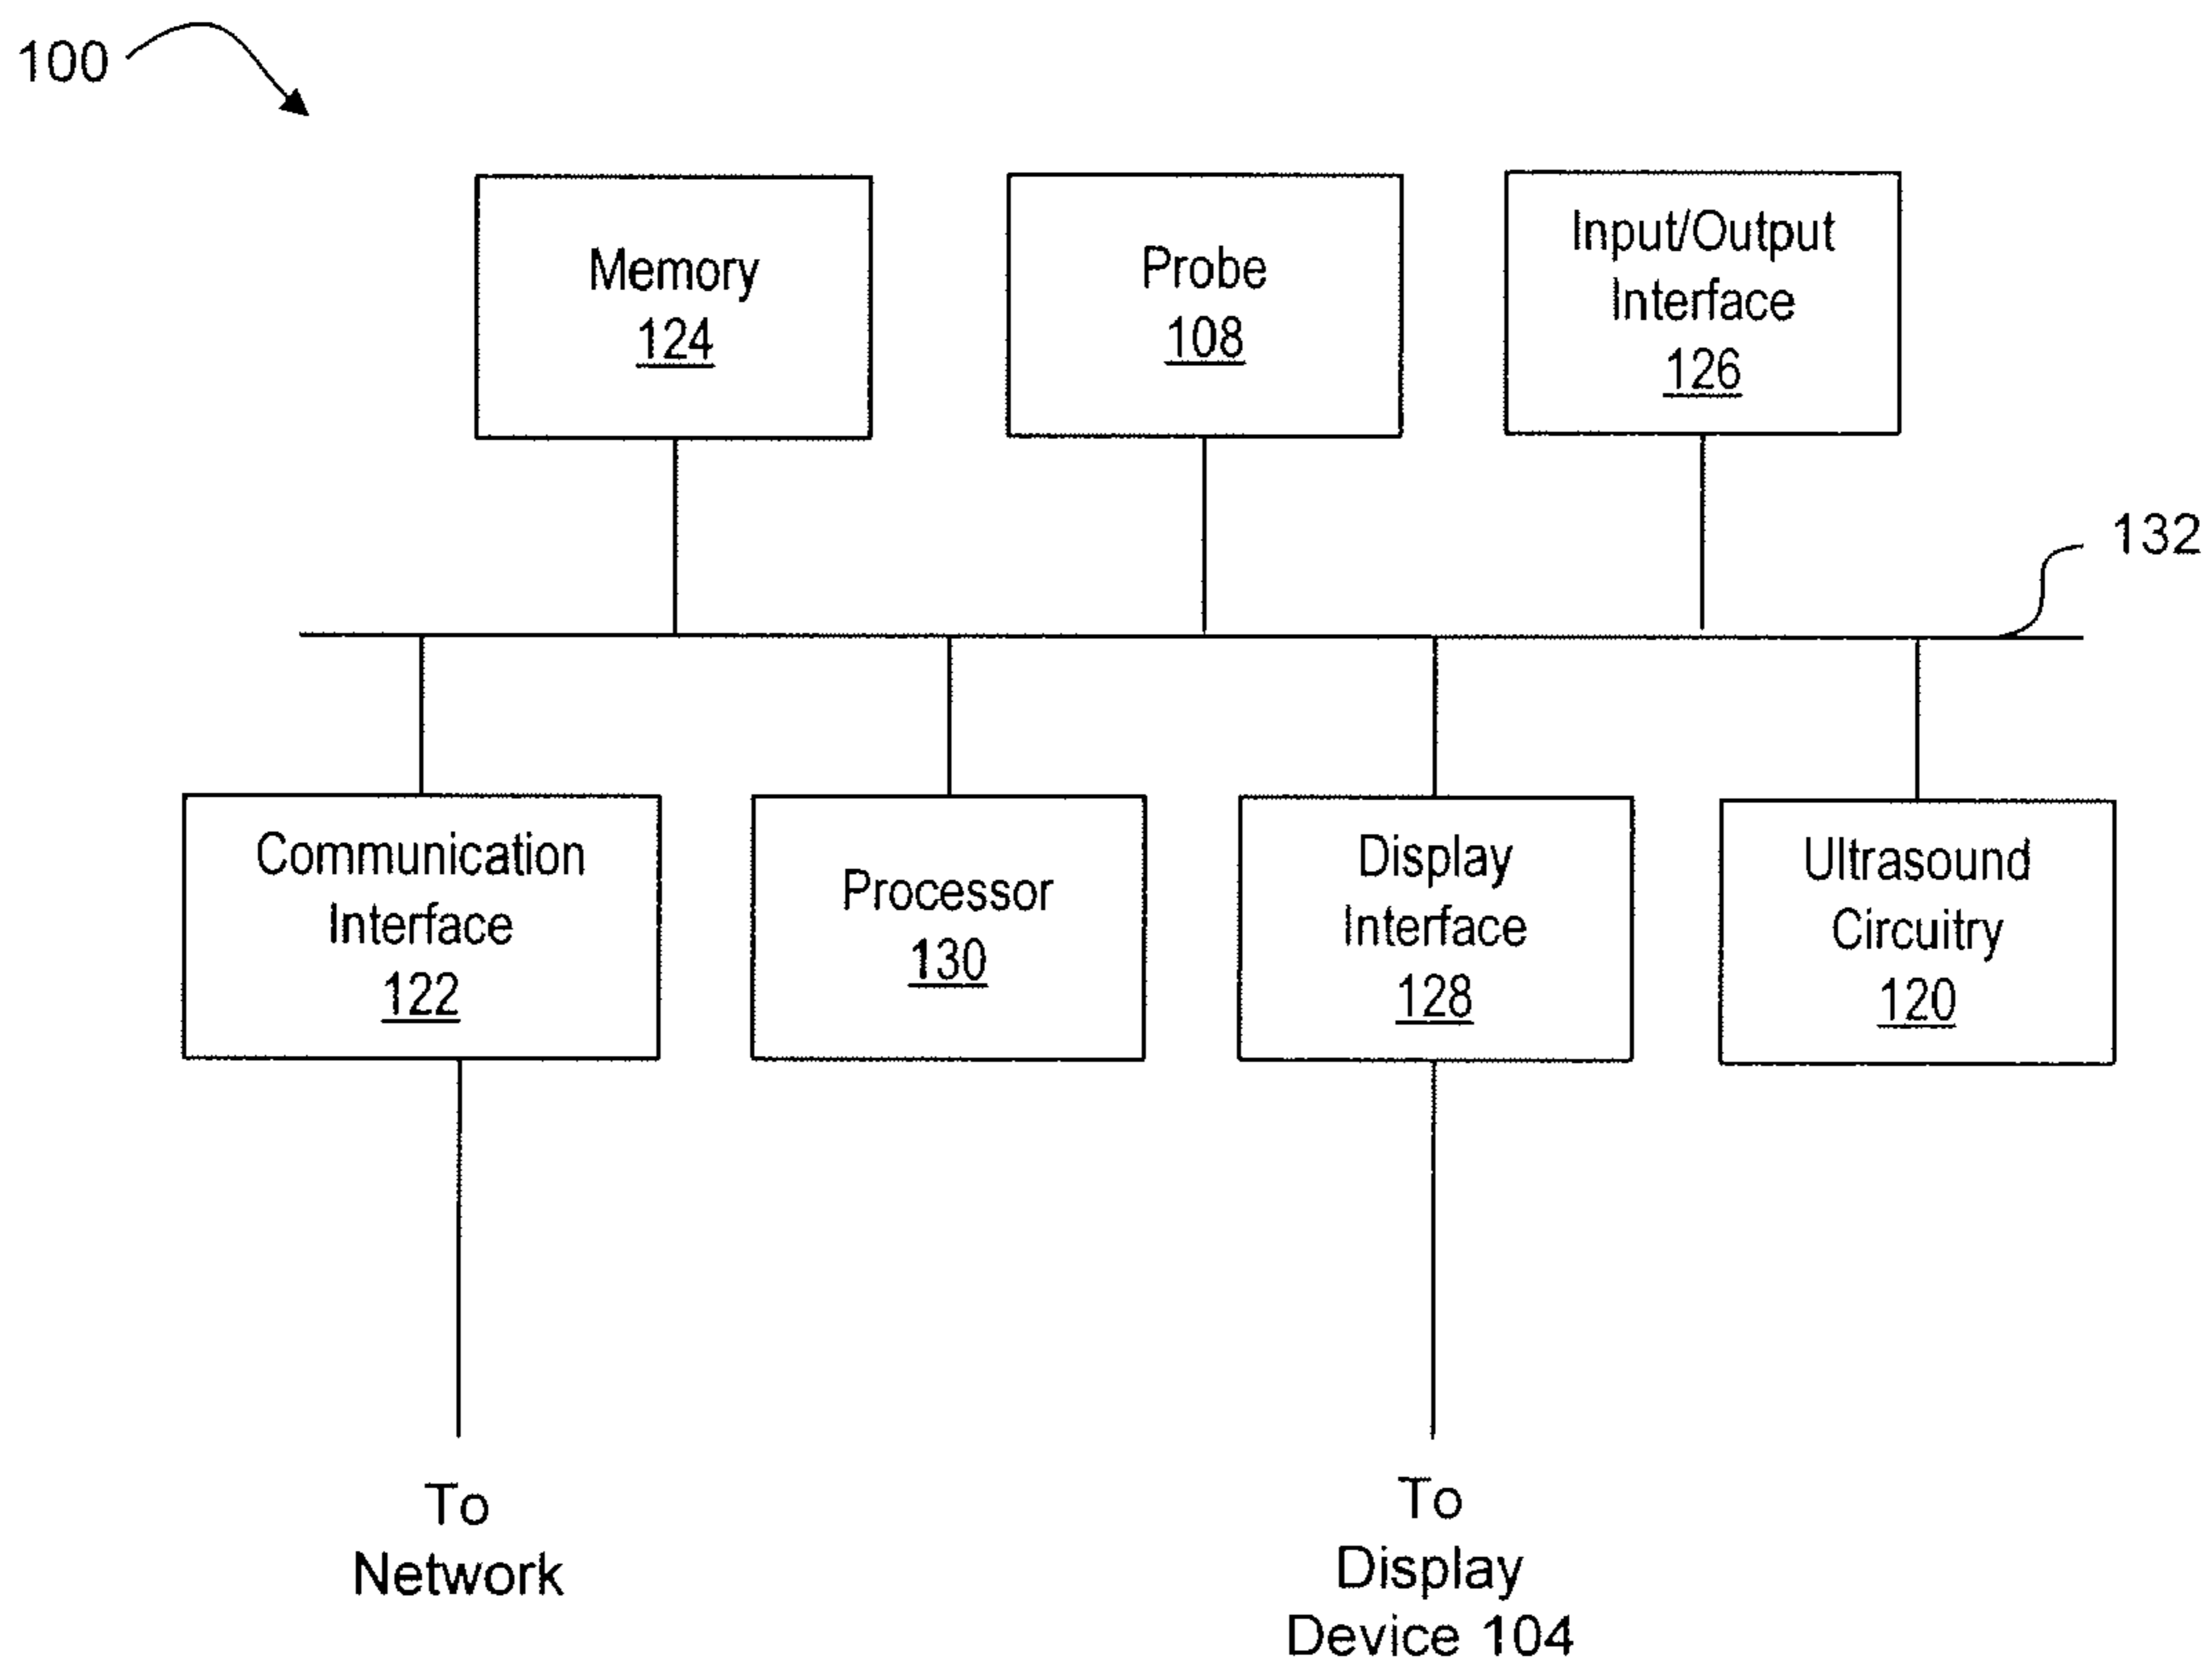 100
Memory
124
Probe
108
Input/Output
Interface
126
132
Communication
Interface
122
Processor
130
Display
Interface
128
Ultrasound
Circuitry
120
To
Network
To
Display
Device 104